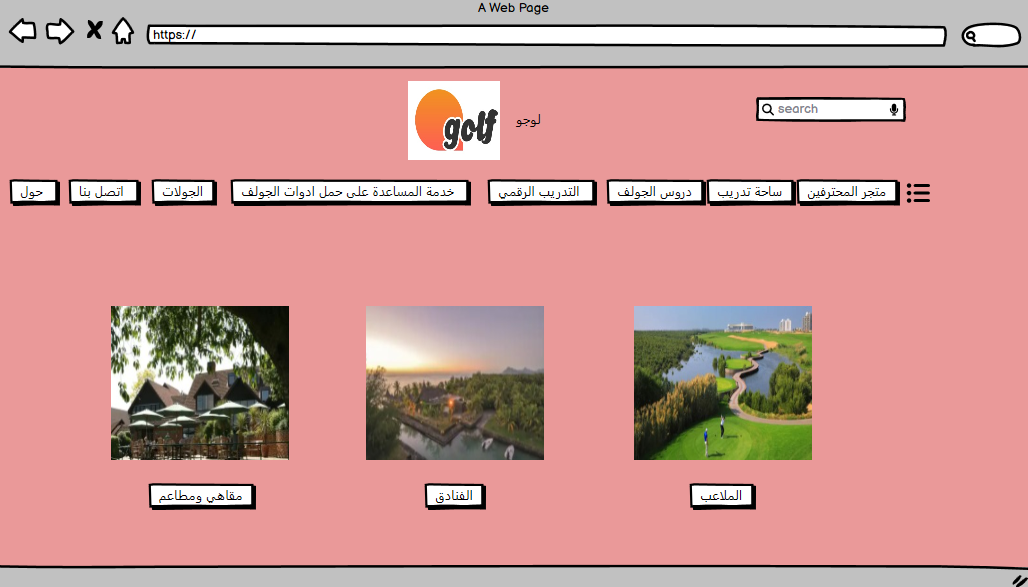 A Web Page
https://
golf
لوجو
search
متجر المحترفين
ساحة تدريب
دروس الجولف
التدريب الرقمي
خدمة المساعدة على حمل ادوات الجولف
الجولات
اتصل بنا
حول
الملاعب
الفنادق
مقاهي ومطاعم